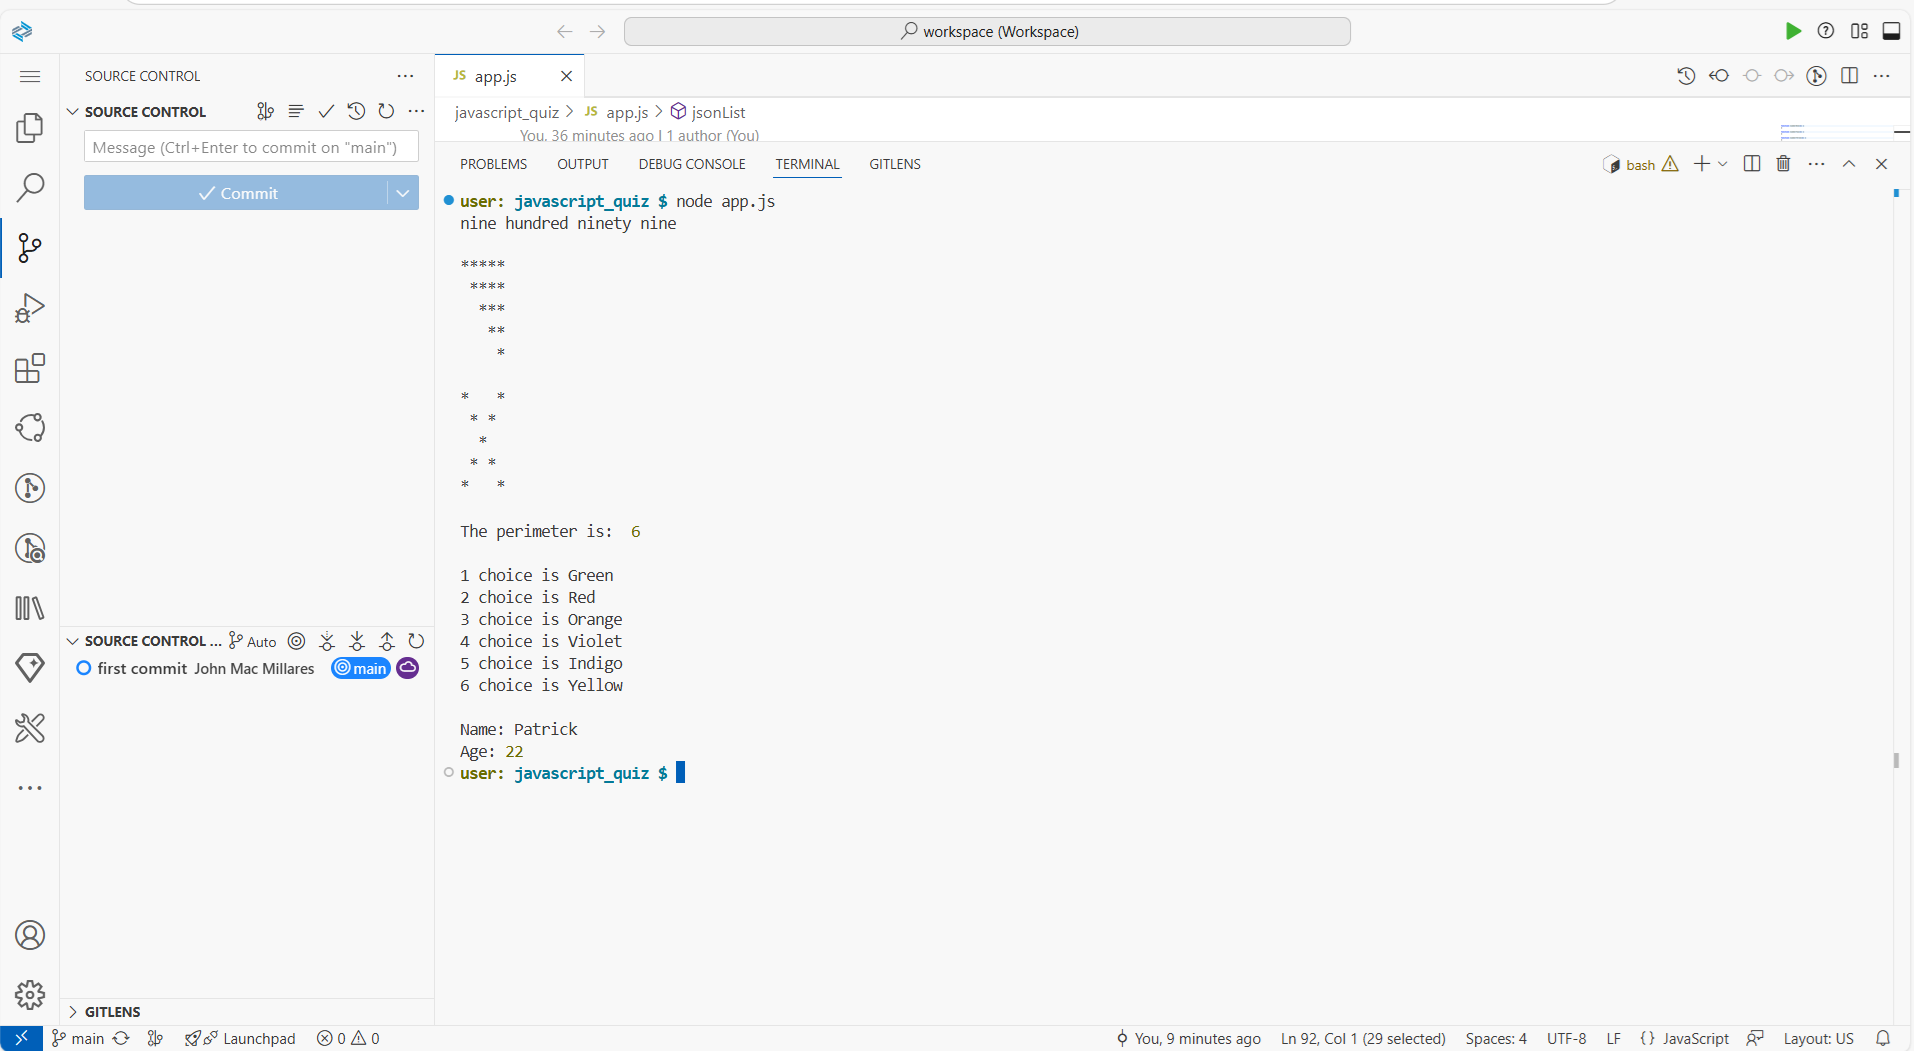 workspace (Workspace)
SOURCE CONTROL
SOURCE CONTROL
Message (Ctrl+Enter to commit on "main")
Commit
SOURCE CONTROL ...
Auto
first commit John Mac Millares main
GITLENS
JS app.js
javascript_quiz > JS app.js > jsonList
You, 36 minutes ago | 1 author (You)
PROBLEMS OUTPUT DEBUG CONSOLE TERMINAL GITLENS
bash
user: javascript_quiz $ node app.js
nine hundred ninety nine
*****
 ****
  ***
   **
    *
*   *
 * *
  *
 * *
*   *
The perimeter is:  6
1 choice is Green
2 choice is Red
3 choice is Orange
4 choice is Violet
5 choice is Indigo
6 choice is Yellow
Name: Patrick
Age: 22
user: javascript_quiz $
main Launchpad 0 0 You, 9 minutes ago Ln 92, Col 1 (29 selected) Spaces: 4 UTF-8 LF {} JavaScript Layout: US